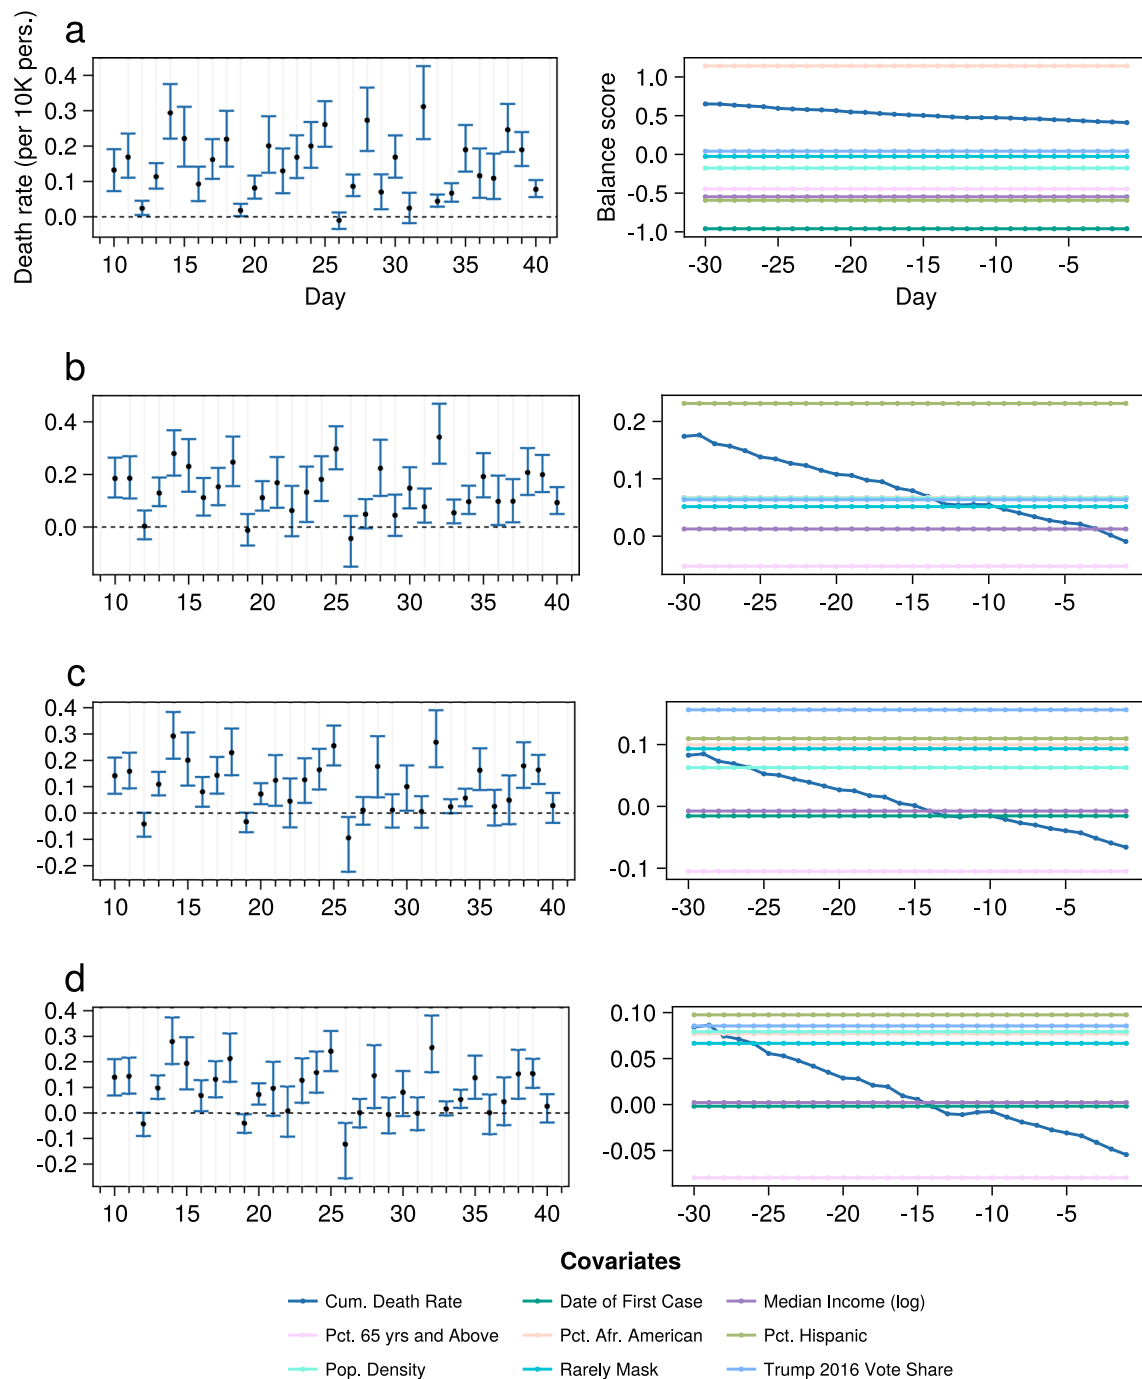 a
Death rate (per 10K pers.)
0.4
0.3
0.2
0.1
0.0
10 15 20 25 30 35 40
Day
Balance score
1.0
0.5
0.0
-0.5
-1.0
-30 -25 -20 -15 -10 -5
Day
b
0.4
0.2
0.0
10 15 20 25 30 35 40
0.2
0.1
0.0
-30 -25 -20 -15 -10 -5
c
0.4
0.3
0.2
0.1
0.0
-0.1
-0.2
10 15 20 25 30 35 40
0.1
0.0
-0.1
-30 -25 -20 -15 -10 -5
d
0.4
0.3
0.2
0.1
0.0
-0.1
-0.2
10 15 20 25 30 35 40
0.10
0.05
0.00
-0.05
-30 -25 -20 -15 -10 -5
Covariates
Cum. Death Rate Date of First Case Median Income (log)
Pct. 65 yrs and Above Pct. Afr. American Pct. Hispanic
Pop. Density Rarely Mask Trump 2016 Vote Share